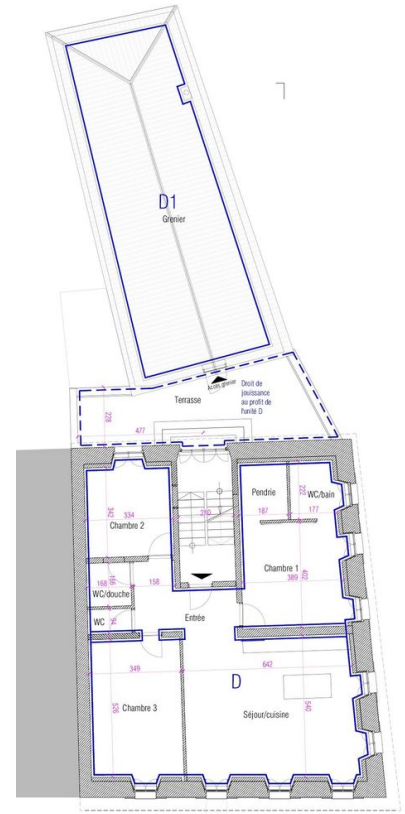 D1
Grenier
Accès grenier
Droit de
jouissance
au profit de
l'unité D
Terrasse
228
477
342
334
Chambre 2
210
Pendrie
187
222
WC/bain
177
Chambre 1
389
402
168
158
WC/douche
WC
94
Entrée
349
642
D
526
Chambre 3
Séjour/cuisine
540